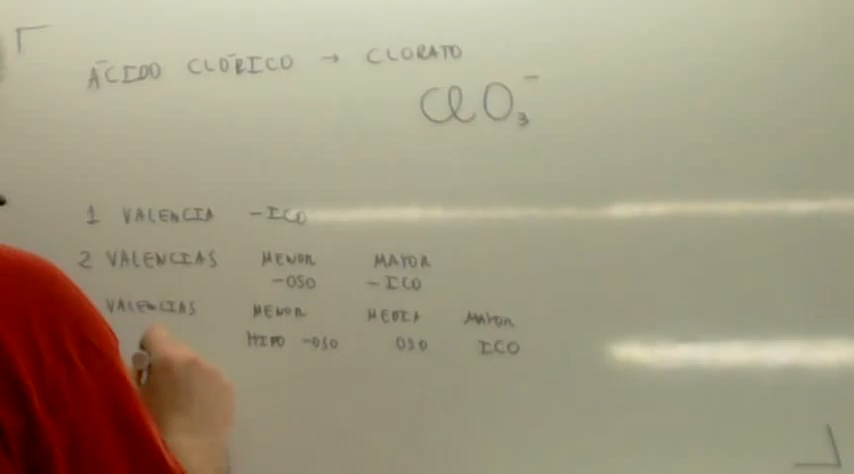 ÁCIDO CLÓRICO → CLORATO
ClO₃⁻
1 VALENCIA -ICO
2 VALENCIAS MENOR MAYOR
-OSO -ICO
VALENCIAS MENOR MEDIA MAYOR
HIPO -OSO OSO ICO